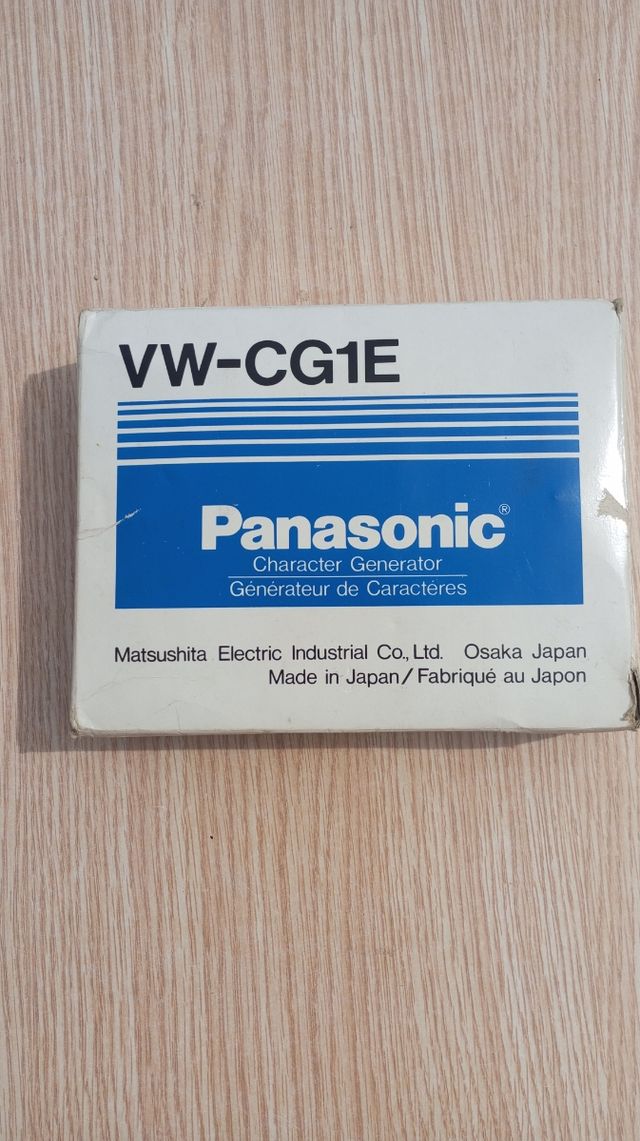 VW-CG1E
Panasonic®
Character Generator
Générateur de Caractéres
Matsushita Electric Industrial Co., Ltd. Osaka Japan
Made in Japan/Fabriqué au Japon